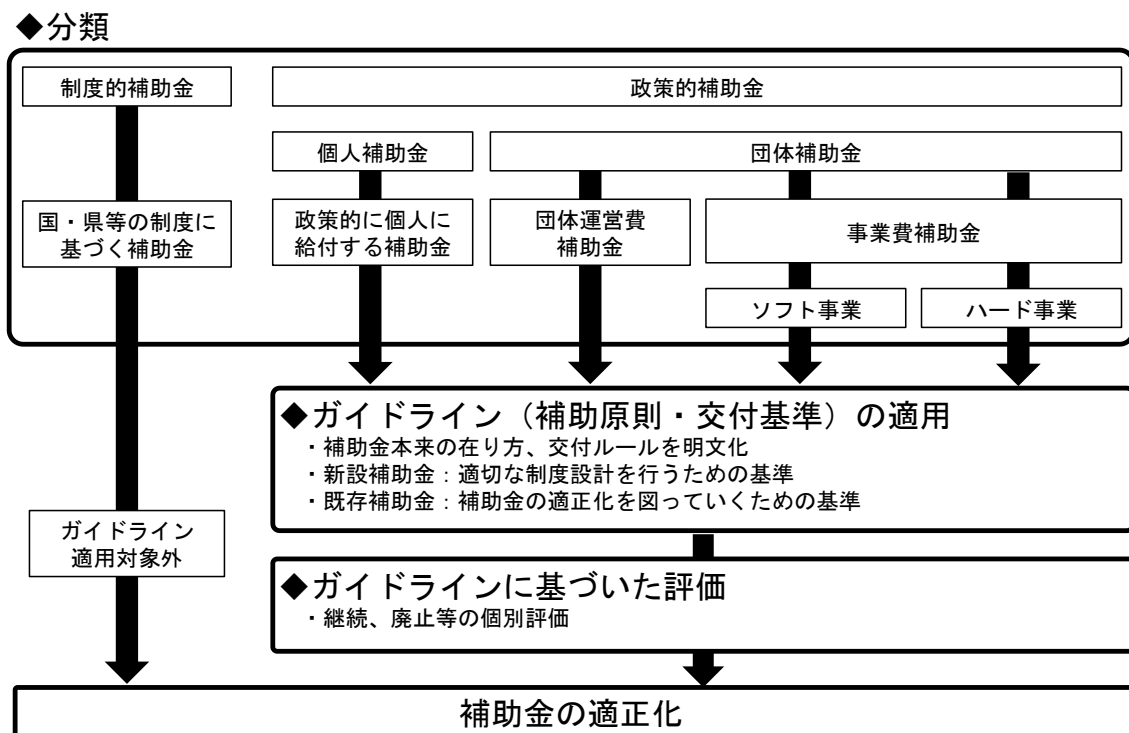 ◆分類
制度的補助金
政策的補助金
個人補助金
団体補助金
国・県等の制度に
基づく補助金
政策的に個人に
給付する補助金
団体運営費
補助金
事業費補助金
ソフト事業
ハード事業
◆ガイドライン（補助原則・交付基準）の適用
・補助金本来の在り方、交付ルールを明文化
・新設補助金：適切な制度設計を行うための基準
・既存補助金：補助金の適正化を図っていくための基準
ガイドライン
適用対象外
◆ガイドラインに基づいた評価
・継続、廃止等の個別評価
補助金の適正化